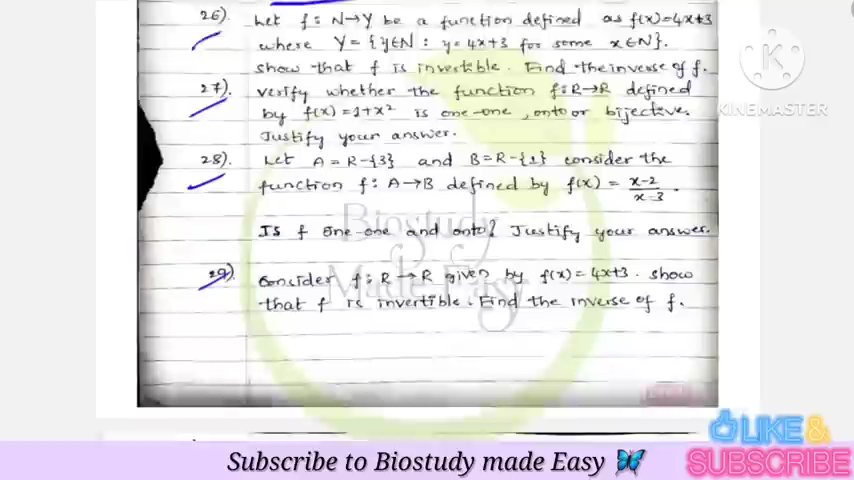 26). Let f : N→Y be a function defined as f(x)=4x+3
where Y= {y∈N : y=4x+3 for some x∈N}.
show that f is invertible. Find the inverse of f.
27). verify whether the function f:R→R defined
by f(x)=1+x² is one-one, onto or bijective.
Justify your answer.
28). Let A=R-{3} and B=R-{1} consider the
function f: A→B defined by f(x) = x-2/x-3.
Is f one-one and onto? Justify your answer.
29). Consider f: R→R given by f(x)=4x+3. show
that f is invertible. Find the inverse of f.
Biostudy
Made Easy
KINEMASTER
LIKE &
SUBSCRIBE
Subscribe to Biostudy made Easy